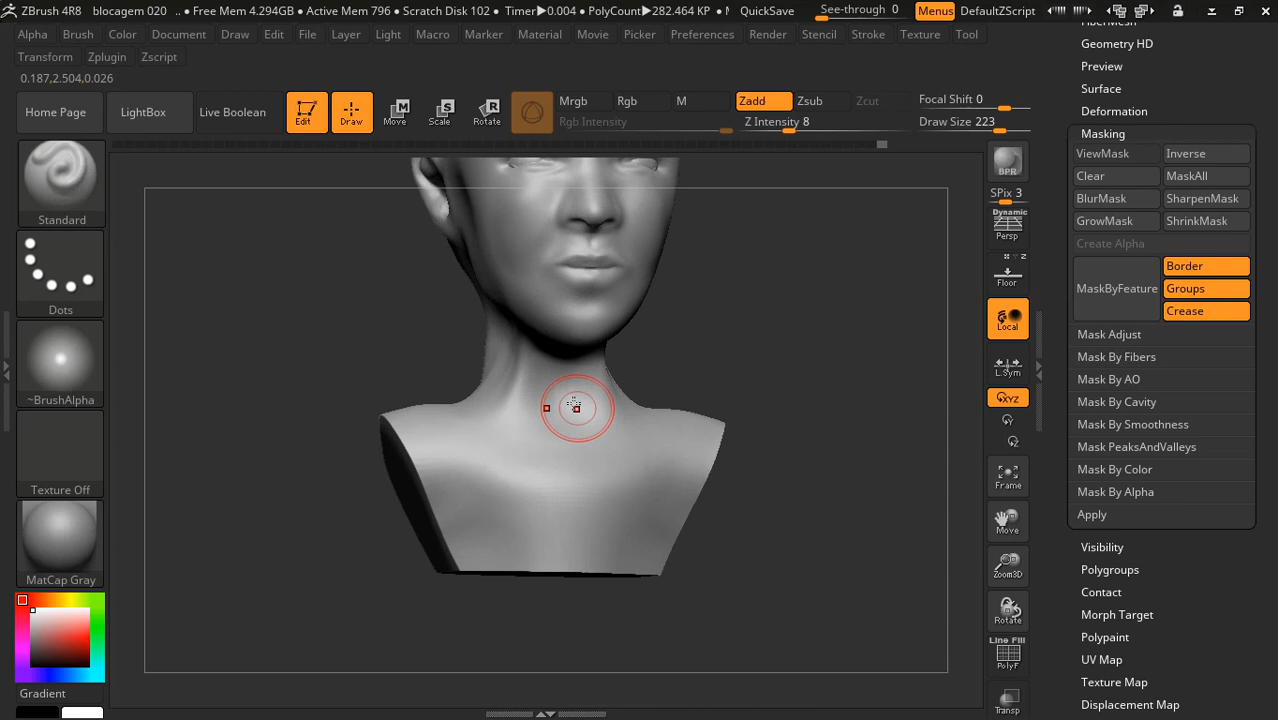 ZBrush 4R8 blocagem 020 .. • Free Mem 4.294GB • Active Mem 796 • Scratch Disk 102 • Timer▶0.004 • PolyCount▶282.464 KP • M QuickSave See-through 0 Menus DefaultZScript
Alpha Brush Color Document Draw Edit File Layer Light Macro Marker Material Movie Picker Preferences Render Stencil Stroke Texture Tool
Transform Zplugin Zscript
0.187,2.504,0.026
Home Page LightBox Live Boolean
Edit Draw Move Scale Rotate
M S R
Mrgb Rgb M Zadd Zsub Zcut
Rgb Intensity Z Intensity 8
Focal Shift 0
Draw Size 223
Standard
Dots
~BrushAlpha
Texture Off
MatCap Gray
Gradient
BPR
SPix 3
Dynamic
Persp
Floor
Local
L.Sym
XYZ
Y
Z
Frame
Move
Zoom3D
Rotate
Line Fill
PolyF
Transp
Geometry HD
Preview
Surface
Deformation
Masking
ViewMask Inverse
Clear MaskAll
BlurMask SharpenMask
GrowMask ShrinkMask
Create Alpha
MaskByFeature
Border
Groups
Crease
Mask Adjust
Mask By Fibers
Mask By AO
Mask By Cavity
Mask By Smoothness
Mask PeaksAndValleys
Mask By Color
Mask By Alpha
Apply
Visibility
Polygroups
Contact
Morph Target
Polypaint
UV Map
Texture Map
Displacement Map